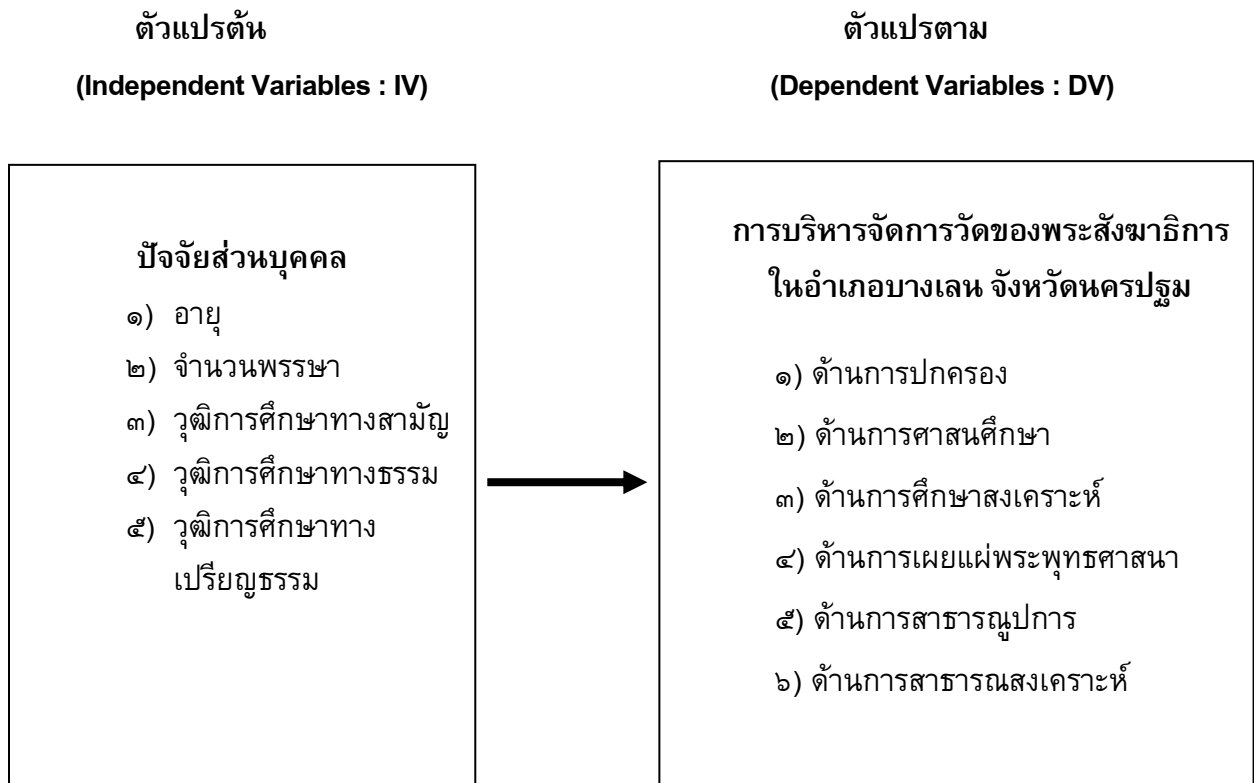 ตัวแปรต้น
(Independent Variables : IV)
ตัวแปรตาม
(Dependent Variables : DV)
ปัจจัยส่วนบุคคล
๑) อายุ
๒) จำนวนพรรษา
๓) วุฒิการศึกษาทางสามัญ
๔) วุฒิการศึกษาทางธรรม
๕) วุฒิการศึกษาทาง
เปรียญธรรม
การบริหารจัดการวัดของพระสังฆาธิการ
ในอำเภอบางเลน จังหวัดนครปฐม
๑) ด้านการปกครอง
๒) ด้านการศาสนศึกษา
๓) ด้านการศึกษาสงเคราะห์
๔) ด้านการเผยแผ่พระพุทธศาสนา
๕) ด้านการสาธารณูปการ
๖) ด้านการสาธารณสงเคราะห์